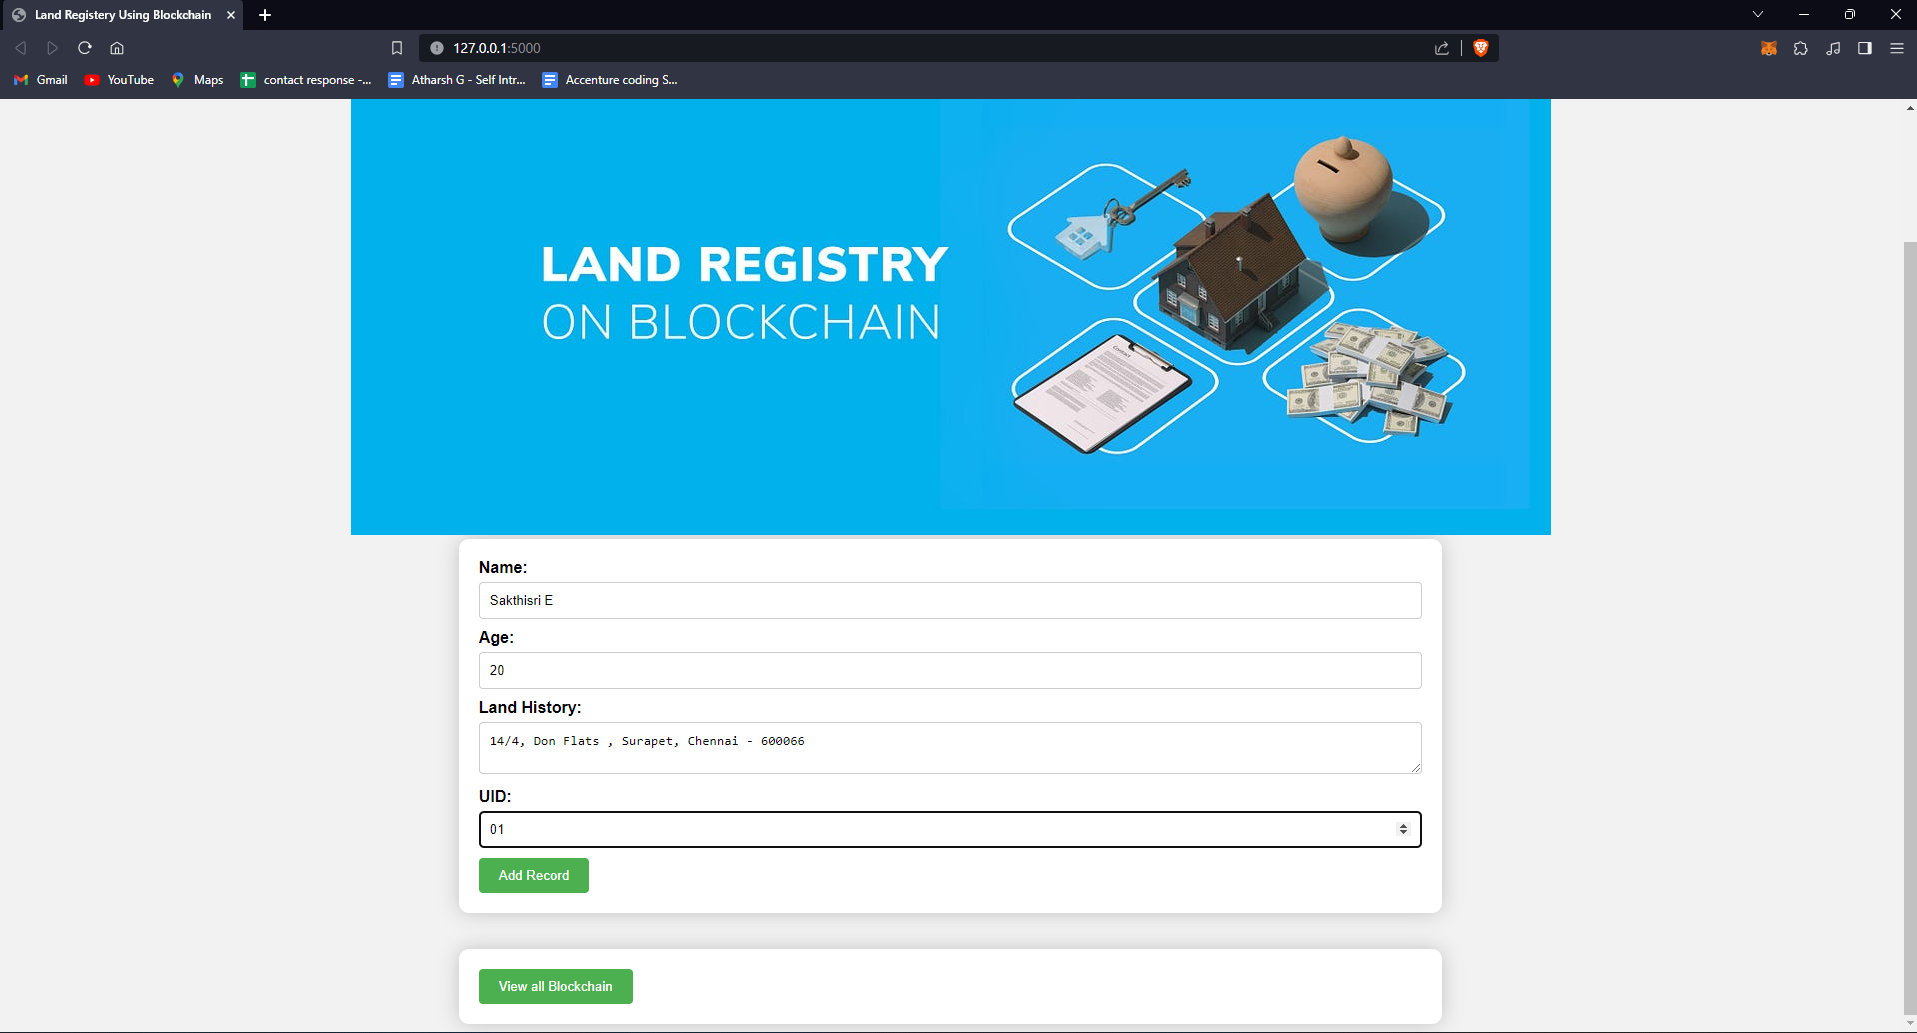 Land Registery Using Blockchain
127.0.0.1:5000
Gmail
YouTube
Maps
contact response -...
Atharsh G - Self Intr...
Accenture coding S...
LAND REGISTRY
ON BLOCKCHAIN
Contract
Name:
Sakthisri E
Age:
20
Land History:
14/4, Don Flats , Surapet, Chennai - 600066
UID:
01
Add Record
View all Blockchain